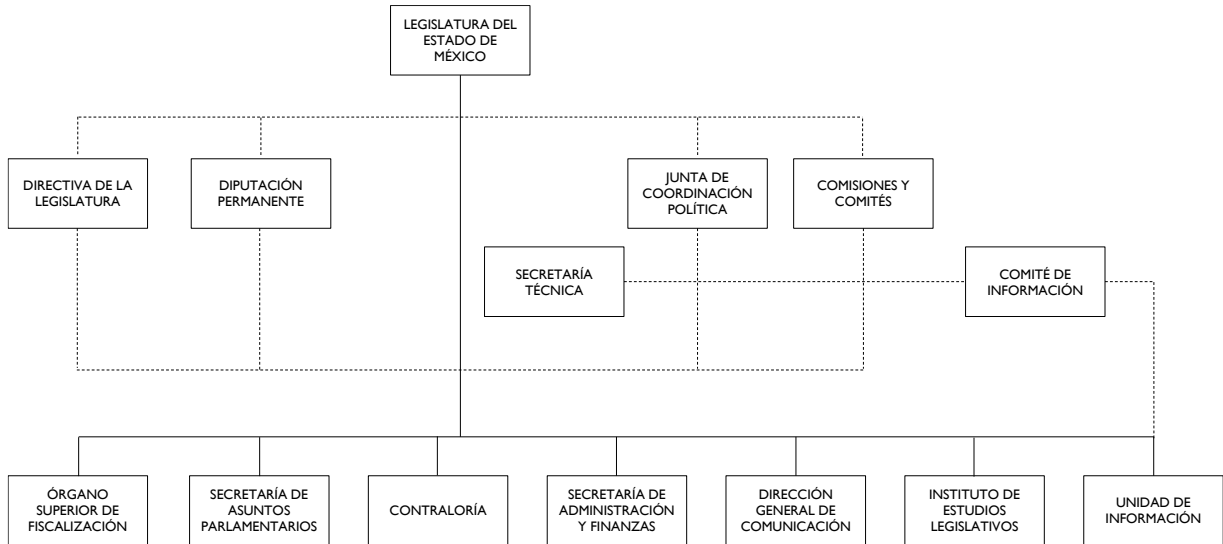 LEGISLATURA DEL
ESTADO DE
MÉXICO
DIRECTIVA DE LA
LEGISLATURA
DIPUTACIÓN
PERMANENTE
JUNTA DE
COORDINACIÓN
POLÍTICA
COMISIONES Y
COMITÉS
SECRETARÍA
TÉCNICA
COMITÉ DE
INFORMACIÓN
ÓRGANO
SUPERIOR DE
FISCALIZACIÓN
SECRETARÍA DE
ASUNTOS
PARLAMENTARIOS
CONTRALORÍA
SECRETARÍA DE
ADMINISTRACIÓN
Y FINANZAS
DIRECCIÓN
GENERAL DE
COMUNICACIÓN
INSTITUTO DE
ESTUDIOS
LEGISLATIVOS
UNIDAD DE
INFORMACIÓN